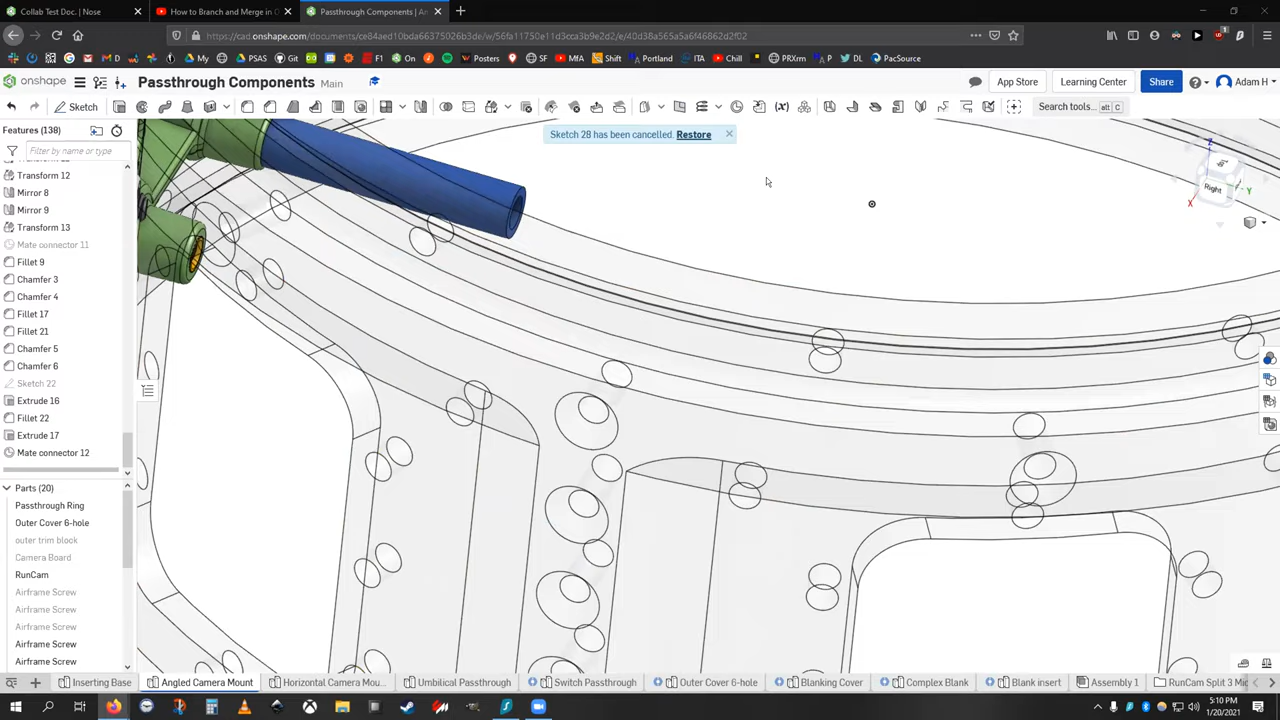 Collab Test Doc. | Nose
How to Branch and Merge in O
Passthrough Components | An
https://cad.onshape.com/documents/ce84aed10bda66375026b3de/w/56fa11750e11d3cca3b9e2d2/e/40d38a565a5a6f46862d2f02
M D
My
PSAS
Git
F1
DL
Posters
SF
MfA
Shift
Portland
ITA
Chill
PRXrm
DV
PacSource
onshape
Passthrough Components Main
App Store
Learning Center
Share
Adam H
Sketch
Search tools... alt C
Features (138)
Filter by name or type
Sketch 28 has been cancelled. Restore
Transform 12
Mirror 8
Mirror 9
Transform 13
Mate connector 11
Fillet 9
Chamfer 3
Chamfer 4
Fillet 17
Fillet 21
Chamfer 5
Chamfer 6
Sketch 22
Extrude 16
Fillet 22
Extrude 17
Mate connector 12
Parts (20)
Passthrough Ring
Outer Cover 6-hole
outer trim block
Camera Board
RunCam
Airframe Screw
Airframe Screw
Airframe Screw
Airframe Screw
Z
Right
Y
X
Inserting Base
Angled Camera Mount
Horizontal Camera Mou...
Umbilical Passthrough
Switch Passthrough
Outer Cover 6-hole
Blanking Cover
Complex Blank
Blank insert
Assembly 1
RunCam Split 3 Mic
5:10 PM
1/20/2021